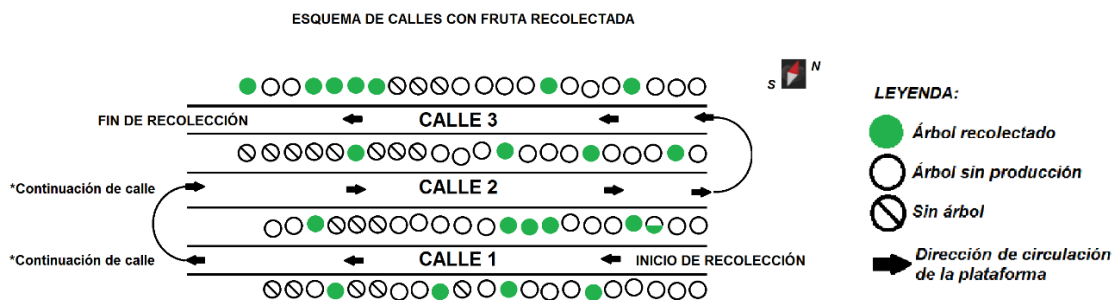 ESQUEMA DE CALLES CON FRUTA RECOLECTADA
S N
LEYENDA:
FIN DE RECOLECCIÓN
CALLE 3
Árbol recolectado
Árbol sin producción
*Continuación de calle
CALLE 2
Sin árbol
*Continuación de calle
CALLE 1
INICIO DE RECOLECCIÓN
Dirección de circulación
de la plataforma